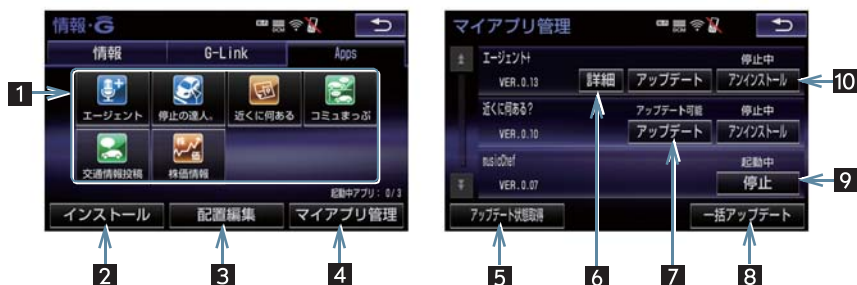 情報・G
情報 G-Link Apps
1
エージェント 停止の達人。 近くに何ある コミュまっぷ
交通情報投稿 株価情報
起動中アプリ: 0/3
インストール 配置編集 マイアプリ管理
2 3 4
マイアプリ管理
エージェント+ 停止中
VER. 0.13 詳細 アップデート アンインストール
10
近くに何ある? アップデート可能 停止中
VER. 0.10 アップデート アンインストール
musicChef 起動中
VER. 0.07 停止
9
アップデート状態取得 一括アップデート
5 6 7 8